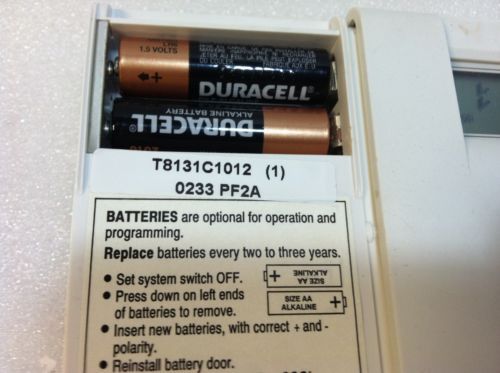 LR6
1.5 VOLTS
DURACELL
DURACELL
ALKALINE BATTERY
T8131C1012 (1)
0233 PF2A
BATTERIES are optional for operation and
programming.
Replace batteries every two to three years.
• Set system switch OFF.
• Press down on left ends
of batteries to remove.
+ SIZE AA -
ALKALINE
SIZE AA +
ALKALINE
• Insert new batteries, with correct + and -
polarity.
• Reinstall battery door.